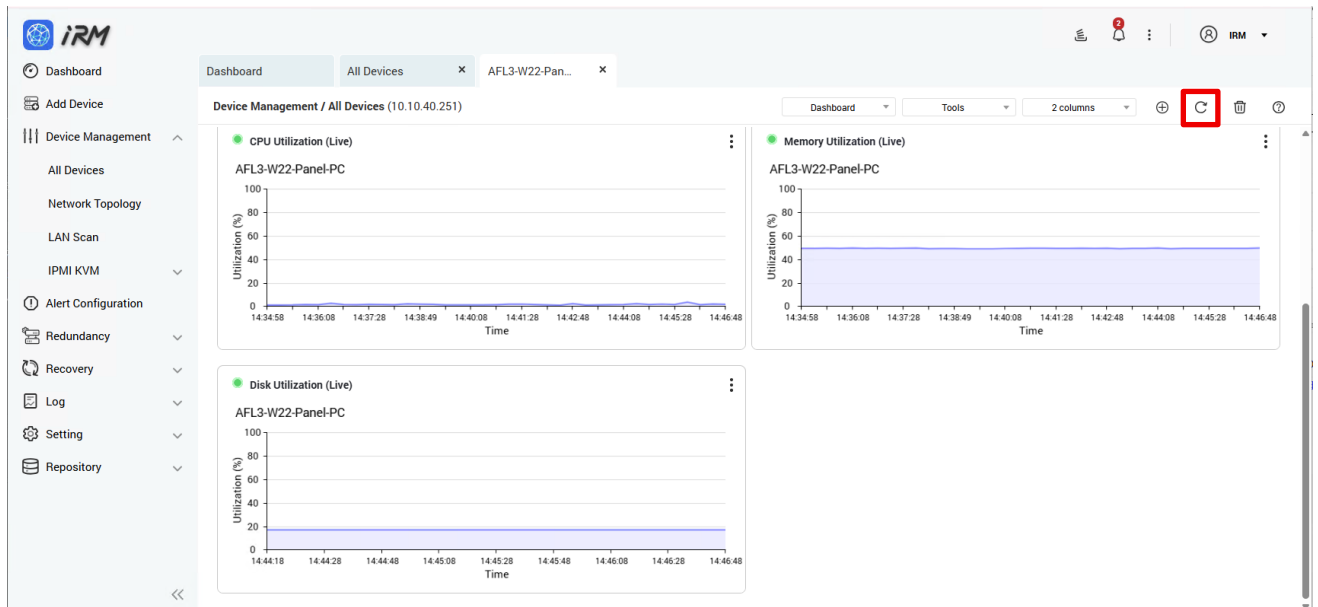 iRM
2
IRM
Dashboard
Add Device
Device Management
All Devices
Network Topology
LAN Scan
IPMI KVM
Alert Configuration
Redundancy
Recovery
Log
Setting
Repository
Dashboard
All Devices ×
AFL3-W22-Pan... ×
Device Management / All Devices (10.10.40.251)
Dashboard
Tools
2 columns
CPU Utilization (Live)
AFL3-W22-Panel-PC
Utilization (%)
100
80
60
40
20
0
14:34:58 14:36:08 14:37:28 14:38:49 14:40:08 14:41:28 14:42:48 14:44:08 14:45:28 14:46:48
Time
Memory Utilization (Live)
AFL3-W22-Panel-PC
Utilization (%)
100
80
60
40
20
0
14:34:58 14:36:08 14:37:28 14:38:49 14:40:08 14:41:28 14:42:48 14:44:08 14:45:28 14:46:48
Time
Disk Utilization (Live)
AFL3-W22-Panel-PC
Utilization (%)
100
80
60
40
20
0
14:44:18 14:44:28 14:44:48 14:45:08 14:45:28 14:45:48 14:46:08 14:46:28 14:46:48
Time